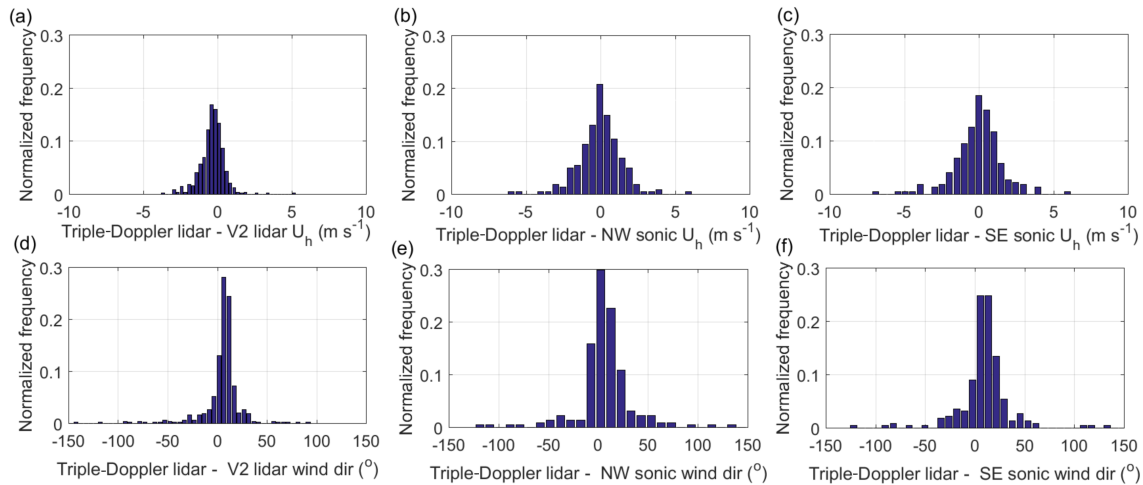 (a)
Normalized frequency
0.3
0.2
0.1
0
-10 -5 0 5 10
Triple-Doppler lidar - V2 lidar U_h (m s^-1)
(b)
Normalized frequency
0.3
0.2
0.1
0
-10 -5 0 5 10
Triple-Doppler lidar - NW sonic U_h (m s^-1)
(c)
Normalized frequency
0.3
0.2
0.1
0
-10 -5 0 5 10
Triple-Doppler lidar - SE sonic U_h (m s^-1)
(d)
Normalized frequency
0.3
0.2
0.1
0
-150 -100 -50 0 50 100 150
Triple-Doppler lidar - V2 lidar wind dir (°)
(e)
Normalized frequency
0.3
0.2
0.1
0
-150 -100 -50 0 50 100 150
Triple-Doppler lidar - NW sonic wind dir (°)
(f)
Normalized frequency
0.3
0.2
0.1
0
-150 -100 -50 0 50 100 150
Triple-Doppler lidar - SE sonic wind dir (°)